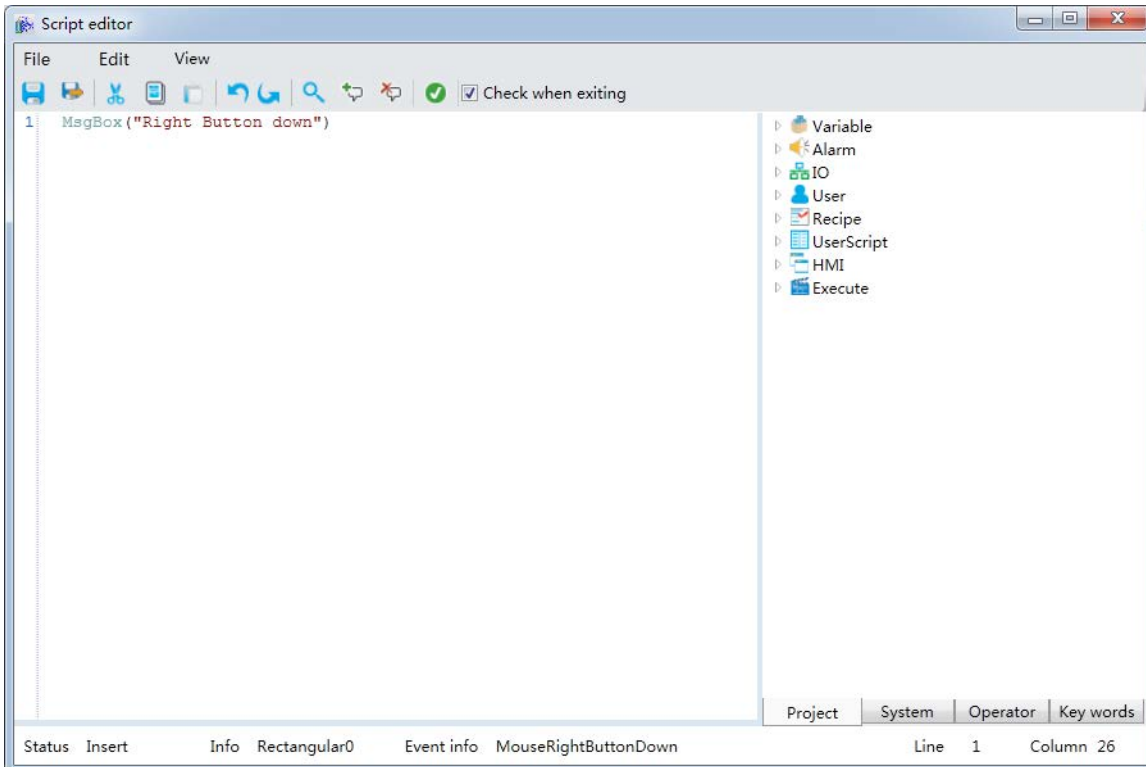 Script editor
File Edit View
Check when exiting
1 MsgBox("Right Button down")
Variable
Alarm
IO
User
Recipe
UserScript
HMI
Execute
Project System Operator Key words
Status Insert Info Rectangular0 Event info MouseRightButtonDown Line 1 Column 26